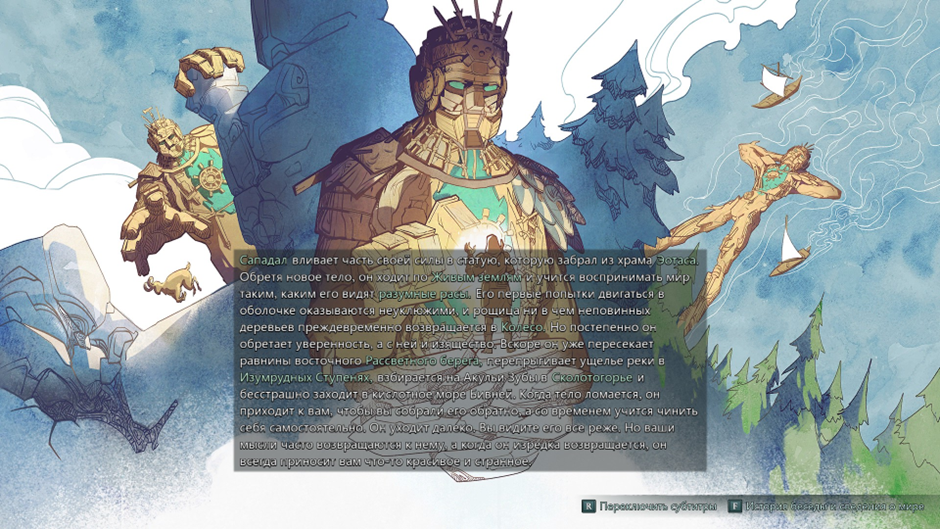 Сападал вливает часть своей силы в статую, которую забрал из храма Эотаса.
Обретя новое тело, он ходит по Живым землям и учится воспринимать мир
таким, каким его видят разумные расы. Его первые попытки двигаться в
оболочке оказываются неуклюжими, и рощица ни в чем неповинных
деревьев преждевременно возвращается в Колесо. Но постепенно он
обретает уверенность, а с ней и изящество. Вскоре он уже пересекает
равнины восточного Рассветного берега, перепрыгивает ущелье реки в
Изумрудных Ступенях, взбирается на Акульи Зубы в Сколотогорье и
бесстрашно заходит в кислотное море Бивней. Когда тело ломается, он
приходит к вам, чтобы вы собрали его обратно, а со временем учится чинить
себя самостоятельно. Он уходит далеко. Вы видите его все реже. Но ваши
мысли часто возвращаются к нему, а когда он изредка возвращается, он
всегда приносит вам что-то красивое и странное.
R Переключить субтитры F История беседы и сведения о мире